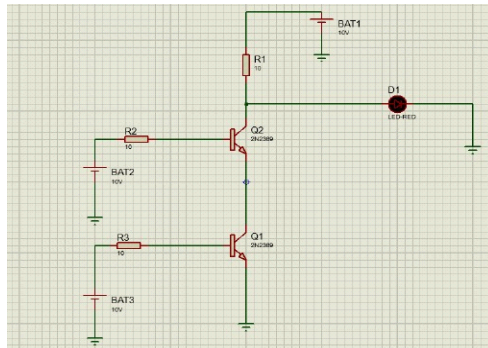 BAT1
10V
R1
10
D1
LED-RED
R2
10
Q2
2N2369
BAT2
10V
R3
10
Q1
2N2369
BAT3
10V